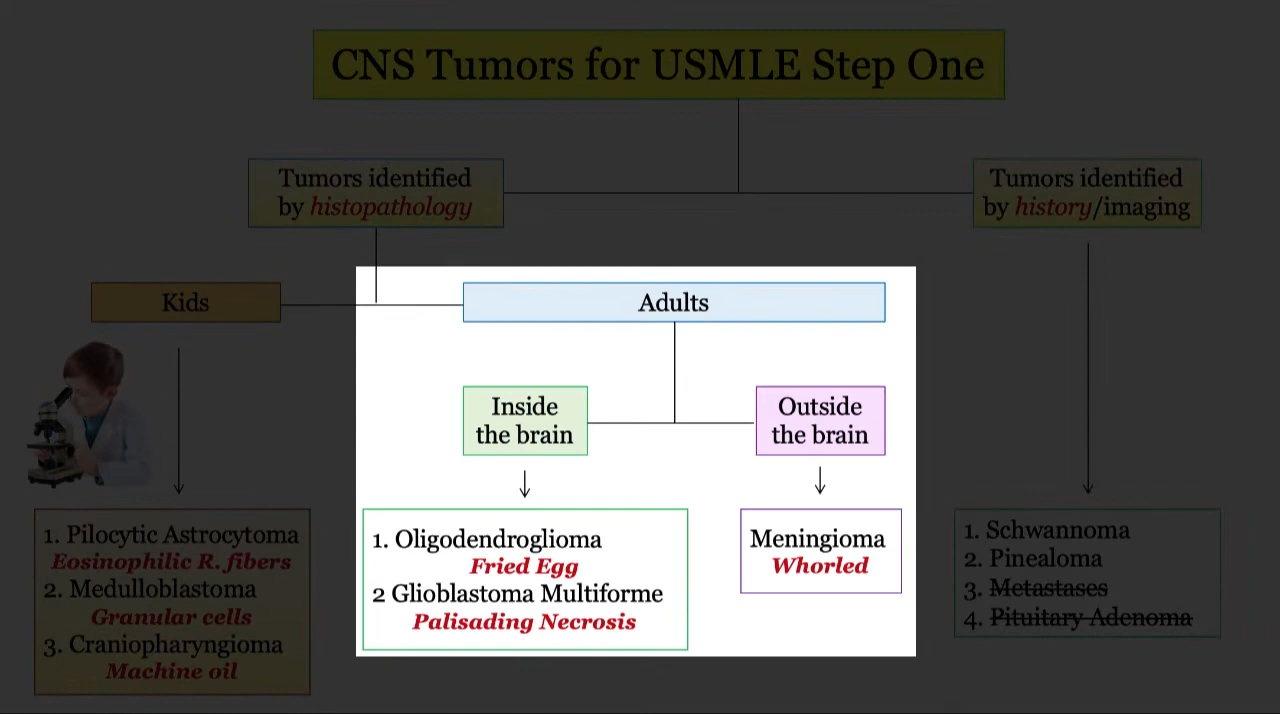 CNS Tumors for USMLE Step One
Tumors identified
by histopathology
Tumors identified
by history/imaging
Kids
Adults
Inside
the brain
Outside
the brain
1. Pilocytic Astrocytoma
Eosinophilic R. fibers
2. Medulloblastoma
Granular cells
3. Craniopharyngioma
Machine oil
1. Oligodendroglioma
Fried Egg
2 Glioblastoma Multiforme
Palisading Necrosis
Meningioma
Whorled
1. Schwannoma
2. Pinealoma
3. Metastases
4. Pituitary Adenoma